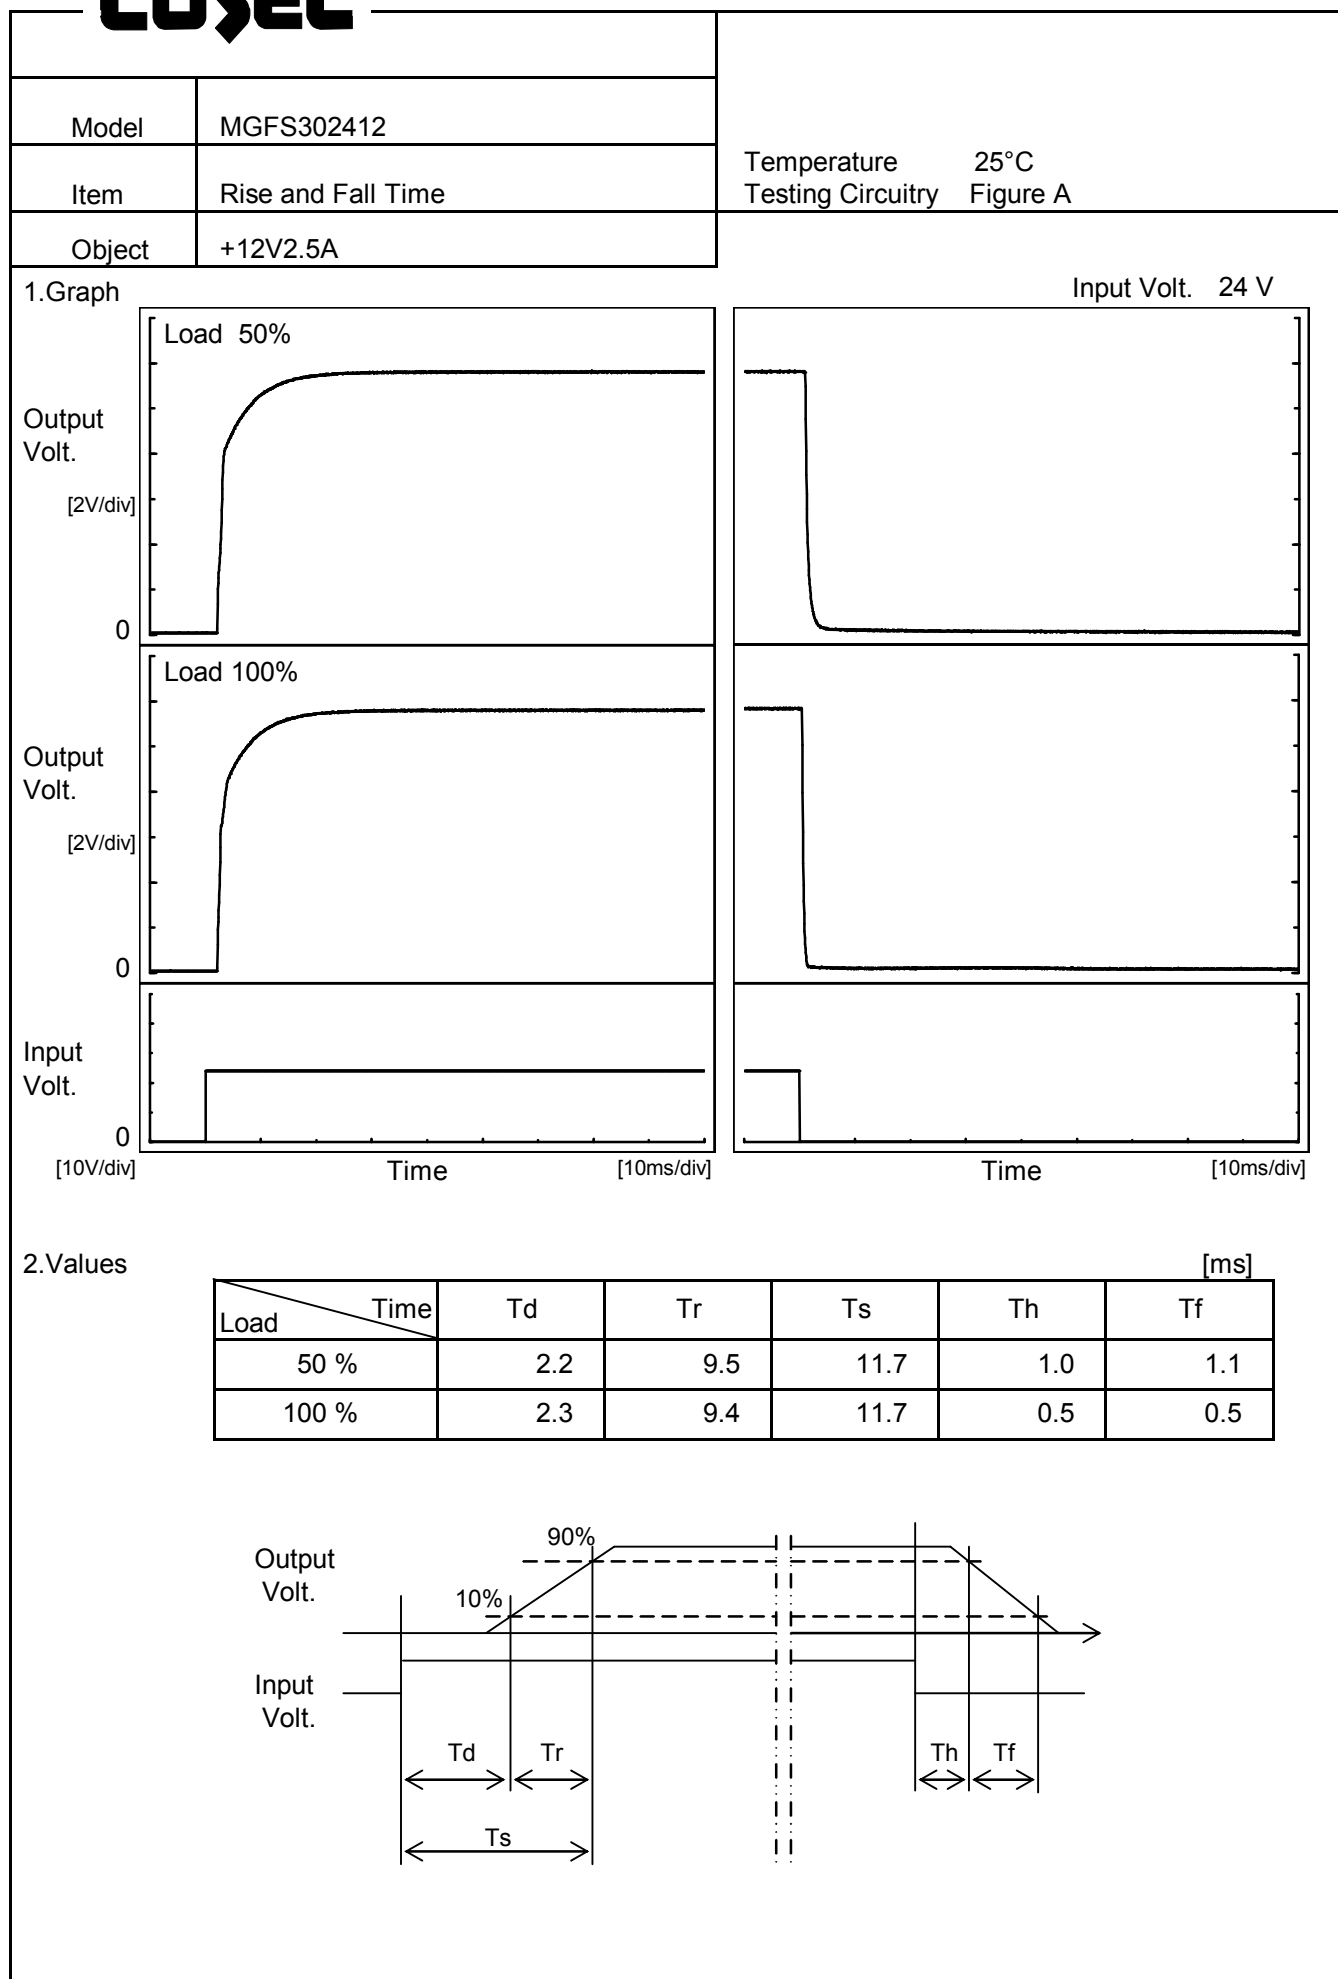 COSEL
Model MGFS302412
Item Rise and Fall Time
Object +12V2.5A
Temperature 25°C
Testing Circuitry Figure A
1.Graph
Input Volt. 24 V
Load 50%
Output
Volt.
[2V/div]
0
Load 100%
Output
Volt.
[2V/div]
0
Input
Volt.
0
[10V/div] Time [10ms/div] Time [10ms/div]
2.Values [ms]
Time Td Tr Ts Th Tf
Load
50 % 2.2 9.5 11.7 1.0 1.1
100 % 2.3 9.4 11.7 0.5 0.5
90%
Output
Volt.
10%
Input
Volt.
Td Tr Th Tf
Ts